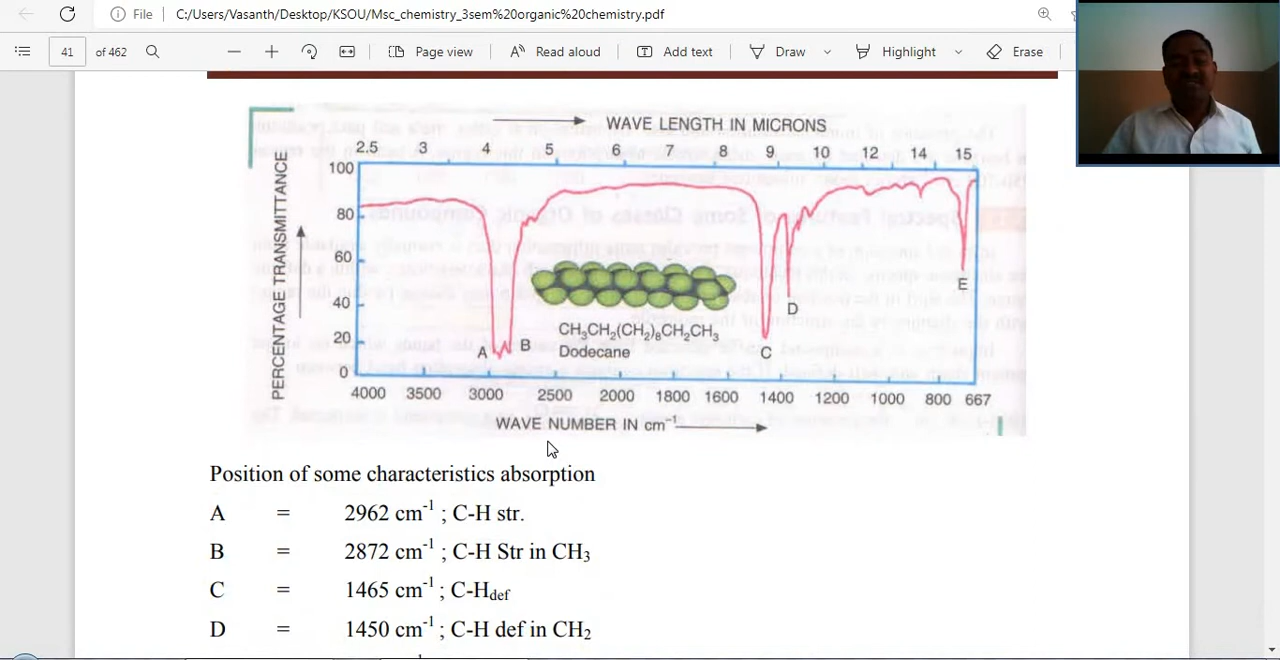 File C:/Users/Vasanth/Desktop/KSOU/Msc_chemistry_3sem%20organic%20chemistry.pdf
41 of 462 Page view Read aloud Add text Draw Highlight Erase
WAVE LENGTH IN MICRONS
2.5 3 4 5 6 7 8 9 10 12 14 15
PERCENTAGE TRANSMITTANCE
100
80
60
40
20
0
A B C D E
CH₃CH₂(CH₂)₈CH₂CH₃
Dodecane
4000 3500 3000 2500 2000 1800 1600 1400 1200 1000 800 667
WAVE NUMBER IN cm⁻¹
Position of some characteristics absorption
A = 2962 cm⁻¹ ; C-H str.
B = 2872 cm⁻¹ ; C-H Str in CH₃
C = 1465 cm⁻¹ ; C-Hdef
D = 1450 cm⁻¹ ; C-H def in CH₂